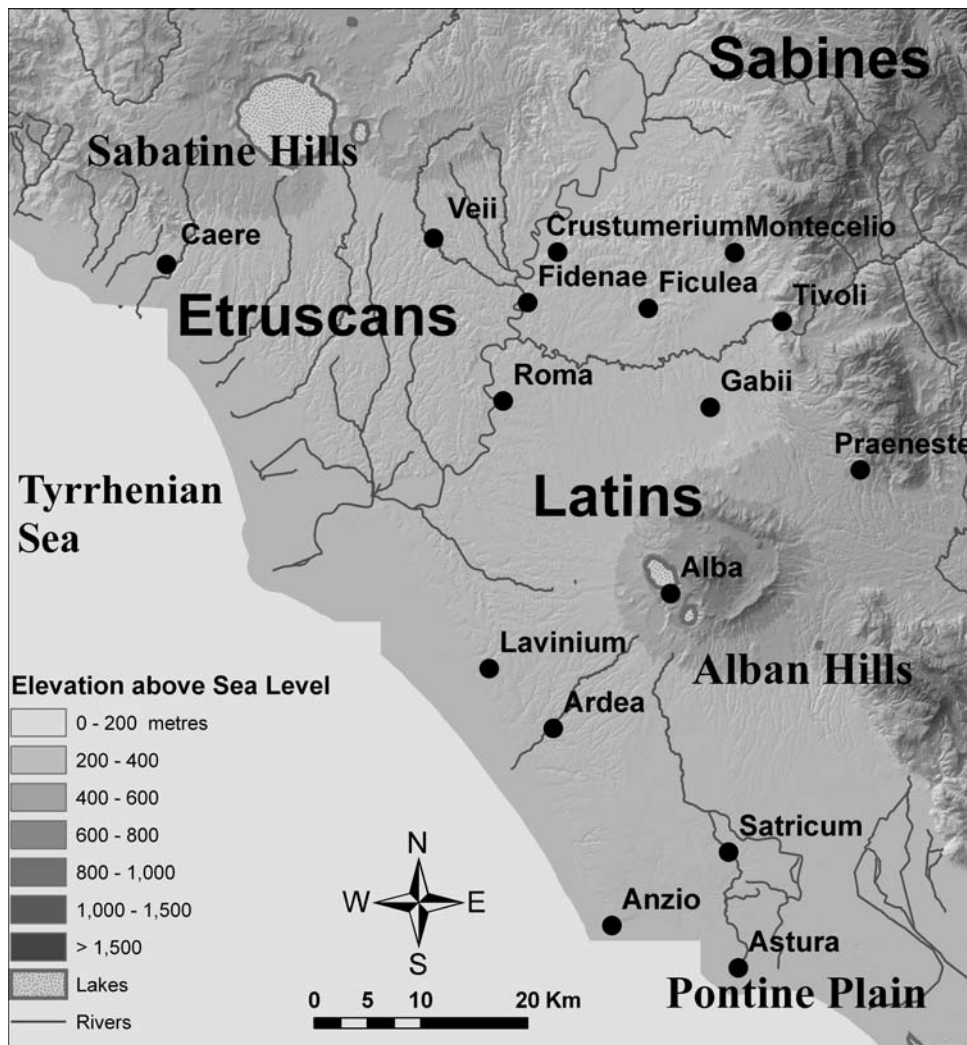 Sabines
Sabatine Hills
Veii
Caere
Crustumerium
Montecelio
Fidenae
Ficulea
Tivoli
Etruscans
Roma
Gabii
Praeneste
Tyrrhenian
Sea
Latins
Alba
Lavinium
Alban Hills
Ardea
Satricum
Anzio
Astura
Pontine Plain
Elevation above Sea Level
0 - 200 metres
200 - 400
400 - 600
600 - 800
800 - 1,000
1,000 - 1,500
> 1,500
Lakes
Rivers
N
W E
S
0 5 10 20 Km